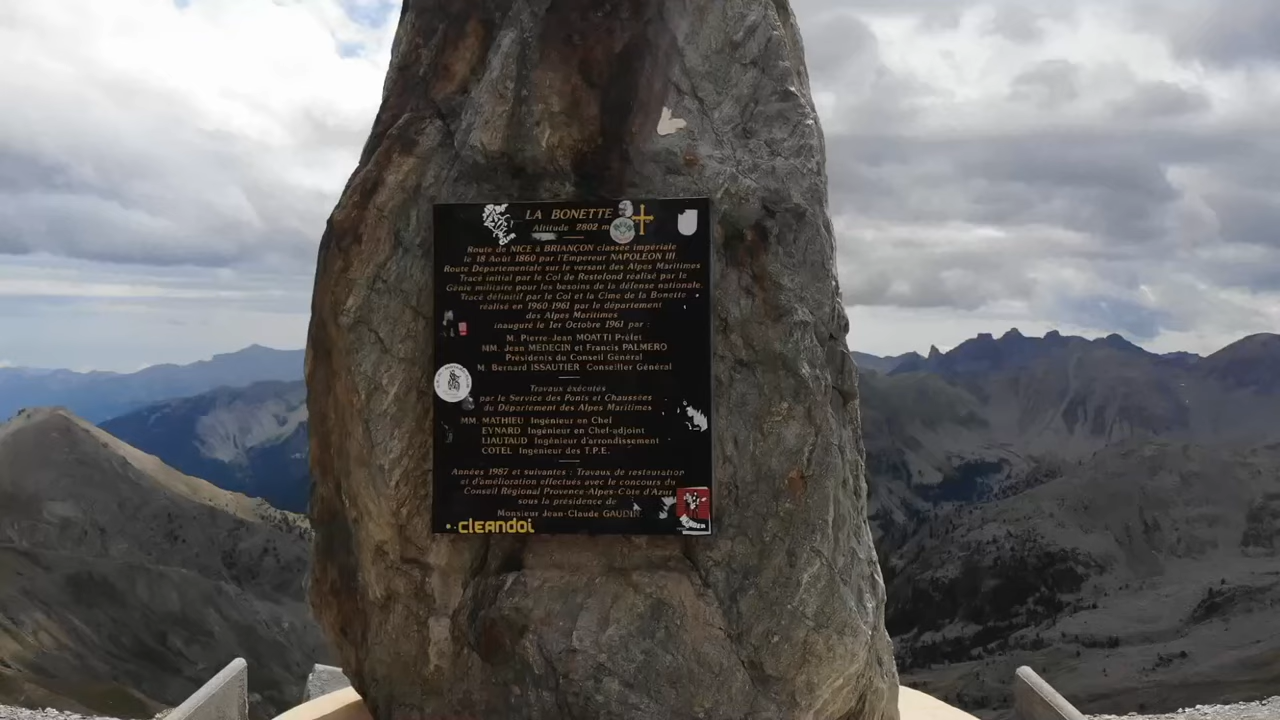 LA BONETTE
Altitude 2802 m
Route de NICE à BRIANÇON classée impériale
le 18 Août 1860 par l'Empereur NAPOLEON III
Route Départementale sur le versant des Alpes Maritimes
Tracé initial par le Col de Restefond réalisé par le
Génie militaire pour les besoins de la défense nationale.
Tracé définitif par le Col et la Cime de la Bonette
réalisé en 1960-1961 par le département
des Alpes Maritimes
inauguré le 1er Octobre 1961 par :
M. Pierre-Jean MOATTI Préfet
MM. Jean MEDECIN et Francis PALMERO
Présidents du Conseil Général
M. Bernard ISSAUTIER Conseiller Général
Travaux éxécutés
par le Service des Ponts et Chaussées
du Département des Alpes Maritimes
MM. MATHIEU Ingénieur en Chef
EYNARD Ingénieur en Chef-adjoint
LIAUTAUD Ingénieur d'arrondissement
COTEL Ingénieur des T.P.E.
Années 1987 et suivantes : Travaux de restauration
et d'amélioration effectués avec le concours du
Conseil Régional Provence-Alpes-Côte d'Azur
sous la présidence de
Monsieur Jean-Claude GAUDIN.
cleandoi